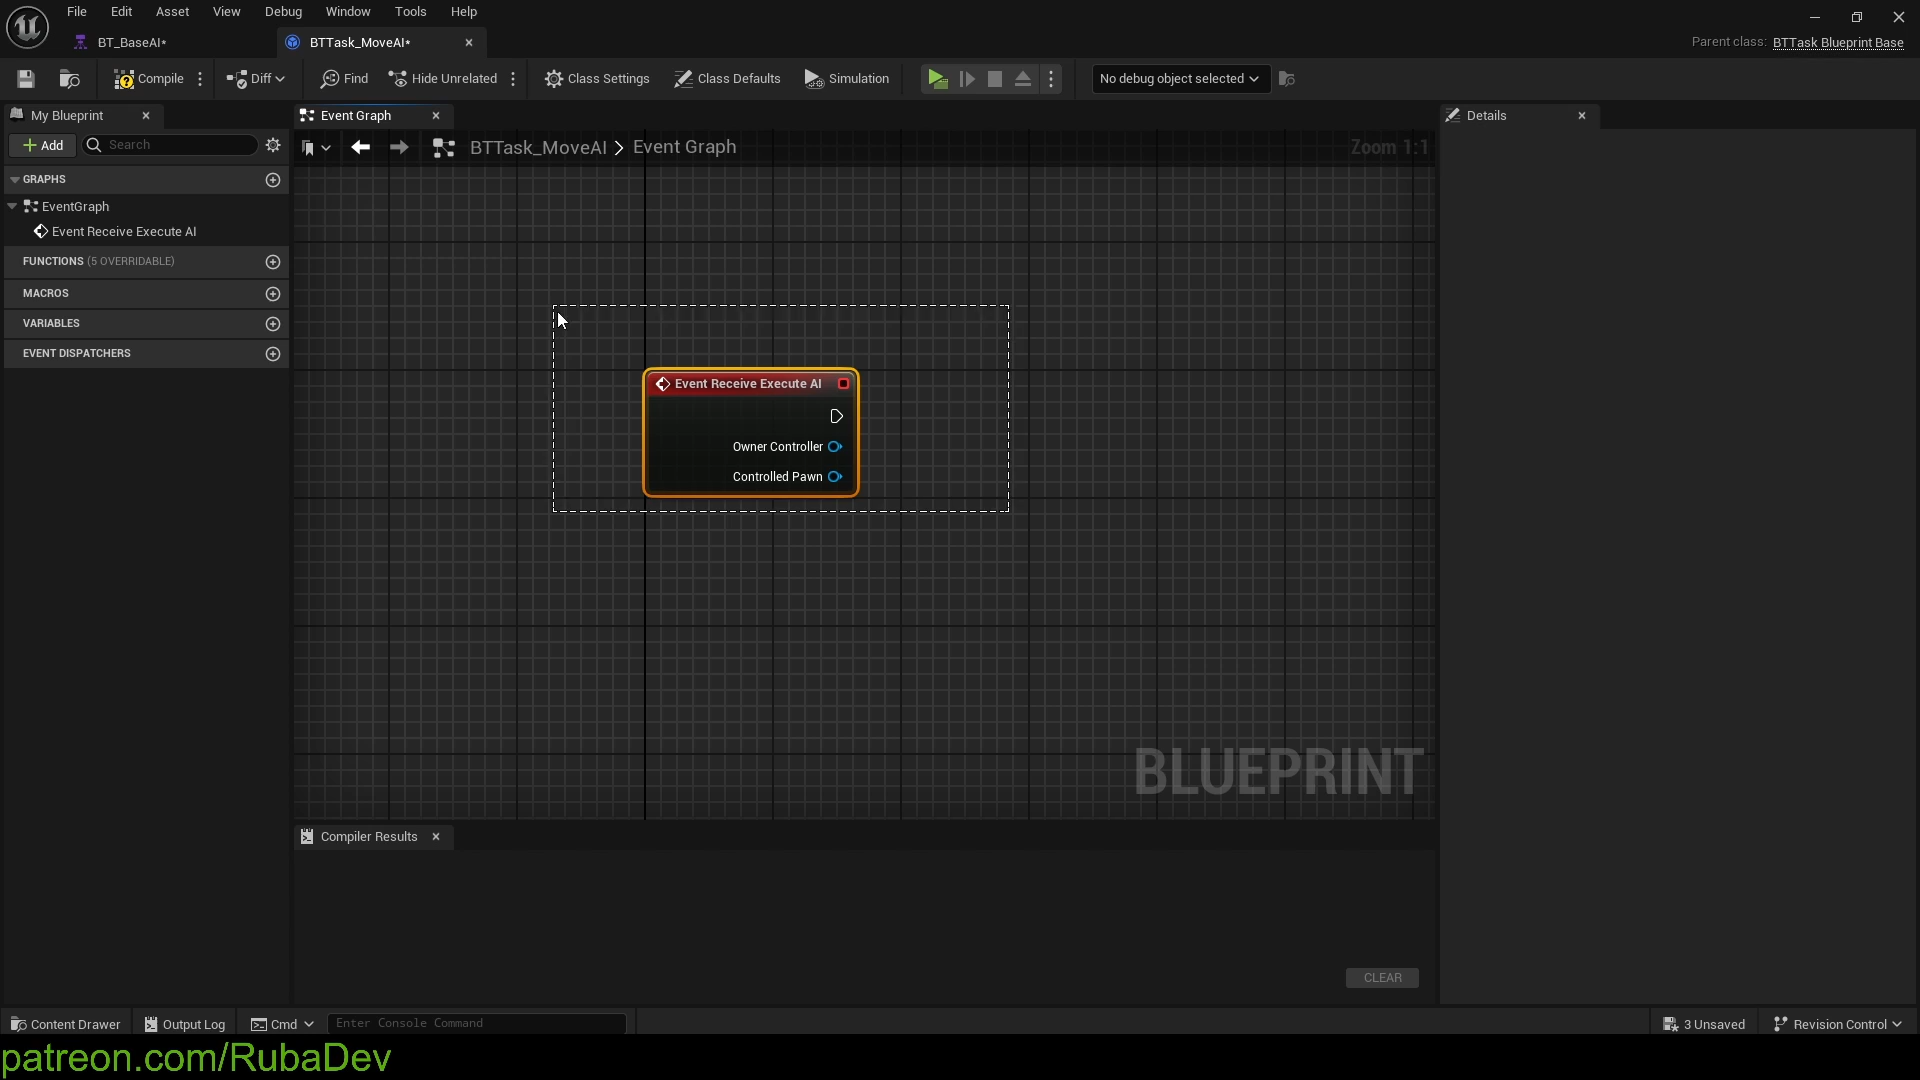 File Edit Asset View Debug Window Tools Help
BT_BaseAI*
BTTask_MoveAI*
Parent class: BTTask Blueprint Base
Compile
Diff
Find
Hide Unrelated
Class Settings
Class Defaults
Simulation
No debug object selected
My Blueprint
Event Graph
Details
Add
Search
BTTask_MoveAI > Event Graph
Zoom 1:1
GRAPHS
EventGraph
Event Receive Execute AI
FUNCTIONS (5 OVERRIDABLE)
MACROS
VARIABLES
EVENT DISPATCHERS
Event Receive Execute AI
Owner Controller
Controlled Pawn
BLUEPRINT
Compiler Results
CLEAR
Content Drawer
Output Log
Cmd
Enter Console Command
3 Unsaved
Revision Control
patreon.com/RubaDev